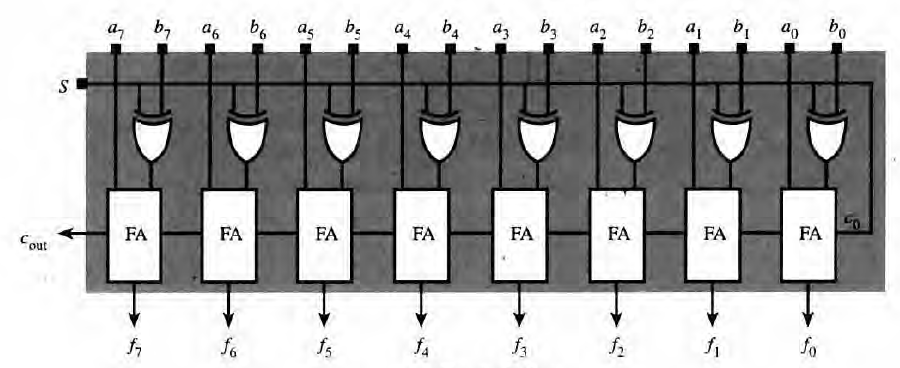 a7 b7 a6 b6 a5 b5 a4 b4 a3 b3 a2 b2 a1 b1 a0 b0
S
cout FA FA FA FA FA FA FA FA c0
f7 f6 f5 f4 f3 f2 f1 f0